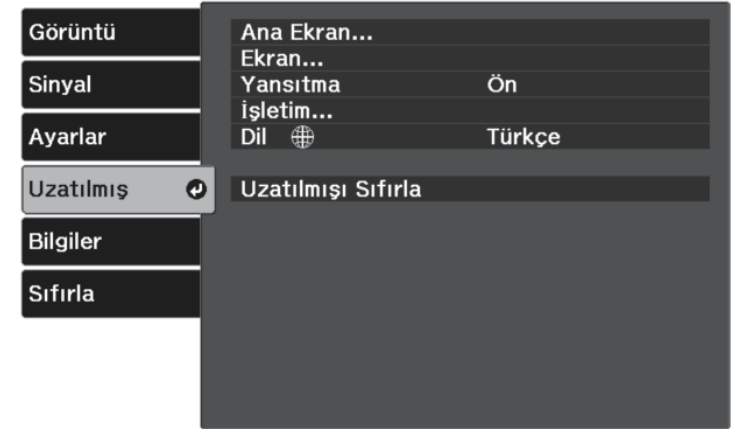 Görüntü
Sinyal
Ayarlar
Uzatılmış
Bilgiler
Sıfırla
Ana Ekran...
Ekran...
Yansıtma Ön
İşletim...
Dil Türkçe
Uzatılmışı Sıfırla